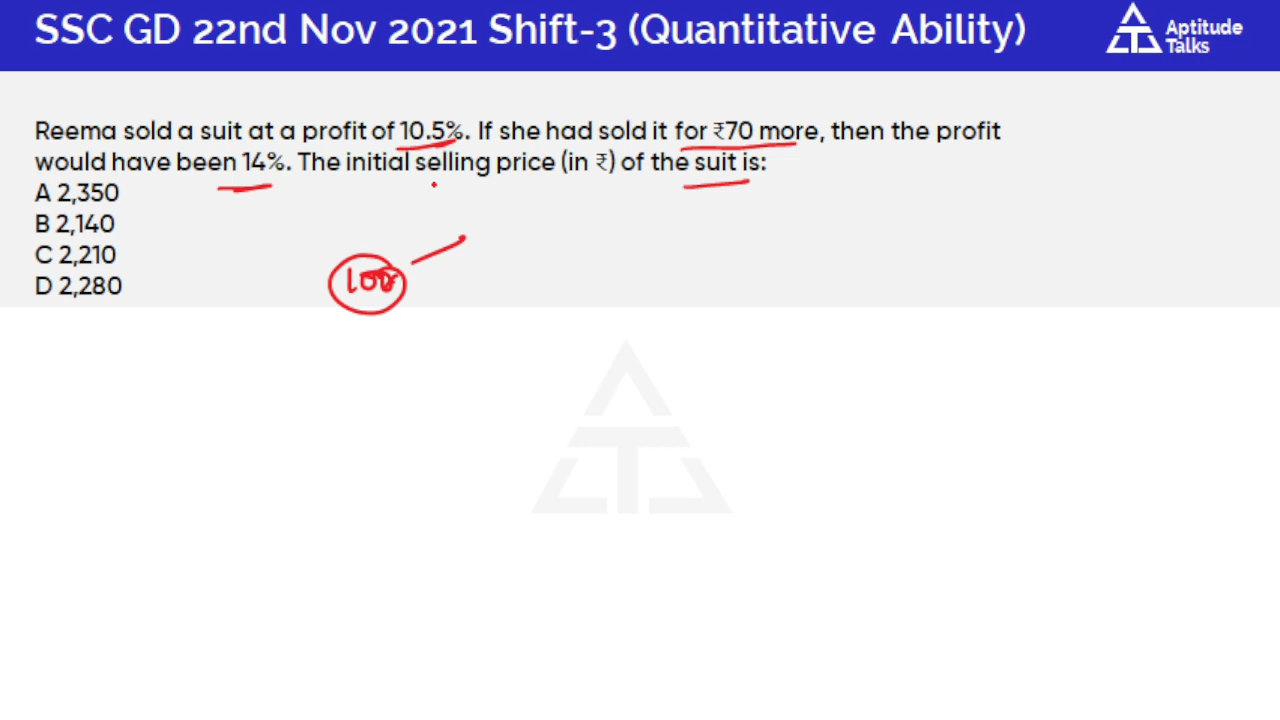 SSC GD 22nd Nov 2021 Shift-3 (Quantitative Ability)
Aptitude
Talks
Reema sold a suit at a profit of 10.5%. If she had sold it for ₹70 more, then the profit
would have been 14%. The initial selling price (in ₹) of the suit is:
A 2,350
B 2,140
C 2,210
D 2,280
100